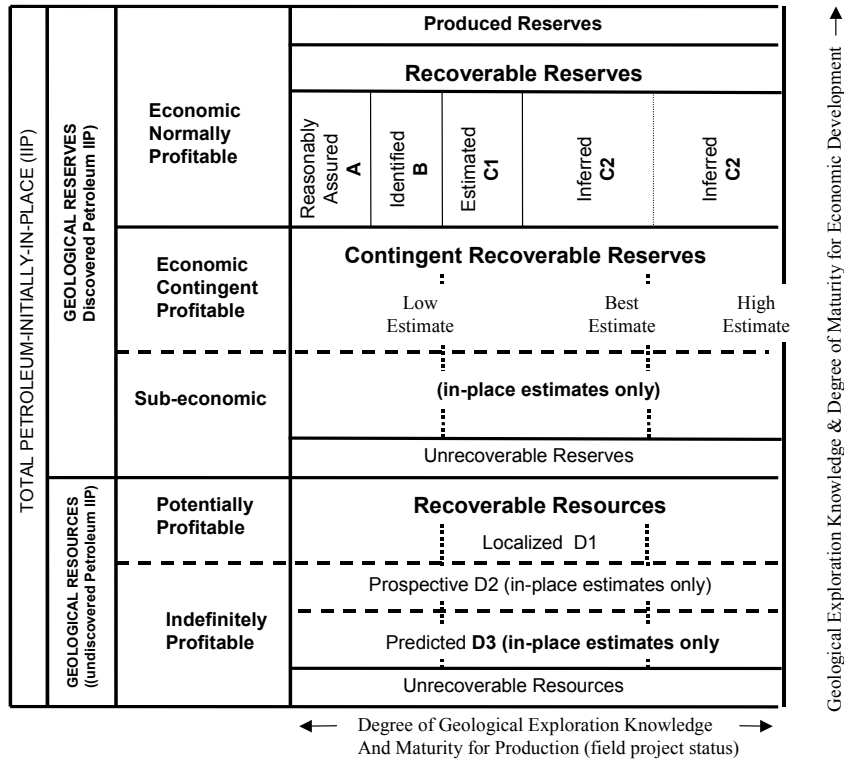 TOTAL PETROLEUM-INITIALLY-IN-PLACE (IIP)
GEOLOGICAL RESERVES
Discovered Petroleum IIP)
Economic
Normally
Profitable
Produced Reserves
Recoverable Reserves
Reasonably
Assured
A
Identified
B
Estimated
C1
Inferred
C2
Inferred
C2
Economic
Contingent
Profitable
Contingent Recoverable Reserves
Low
Estimate
Best
Estimate
High
Estimate
Sub-economic
(in-place estimates only)
Unrecoverable Reserves
GEOLOGICAL RESOURCES
((undiscovered Petroleum IIP)
Potentially
Profitable
Recoverable Resources
Localized D1
Indefinitely
Profitable
Prospective D2 (in-place estimates only)
Predicted D3 (in-place estimates only
Unrecoverable Resources
Degree of Geological Exploration Knowledge
And Maturity for Production (field project status)
Geological Exploration Knowledge & Degree of Maturity for Economic Development